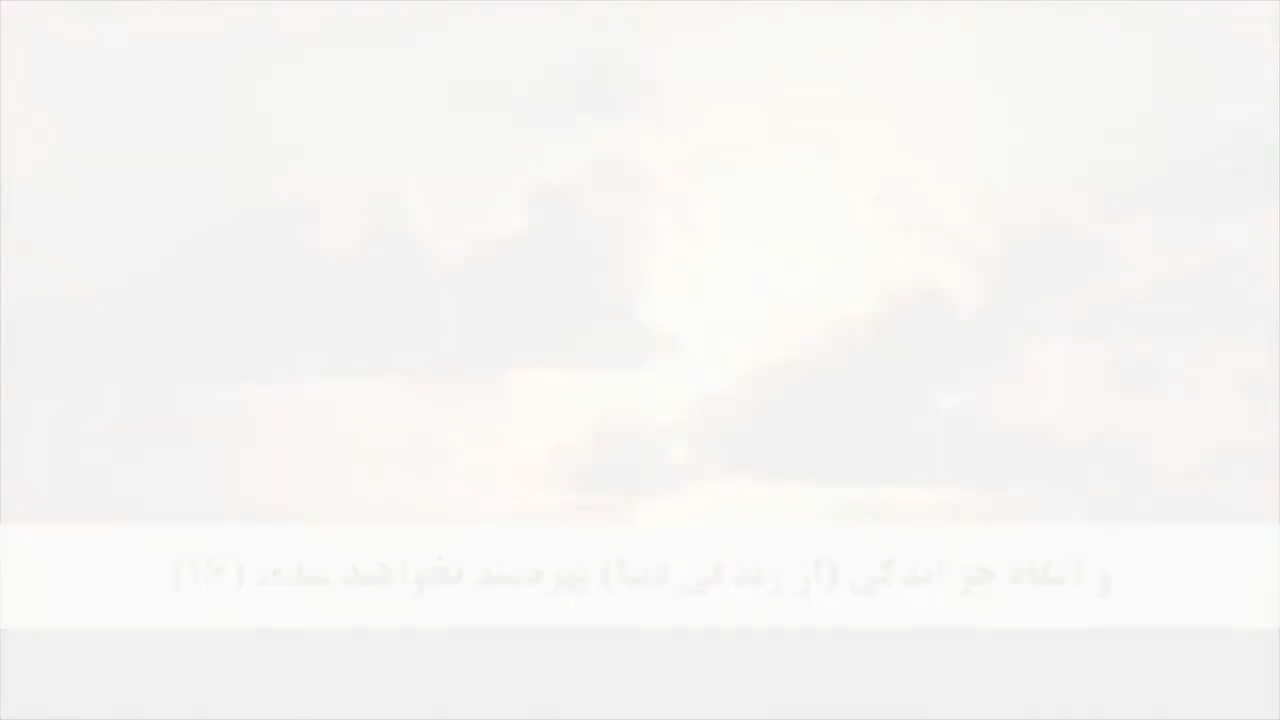 و آنگاه جز اندکی (از زندگی دنیا) بهره‌مند نخواهید شد. (۱۶)